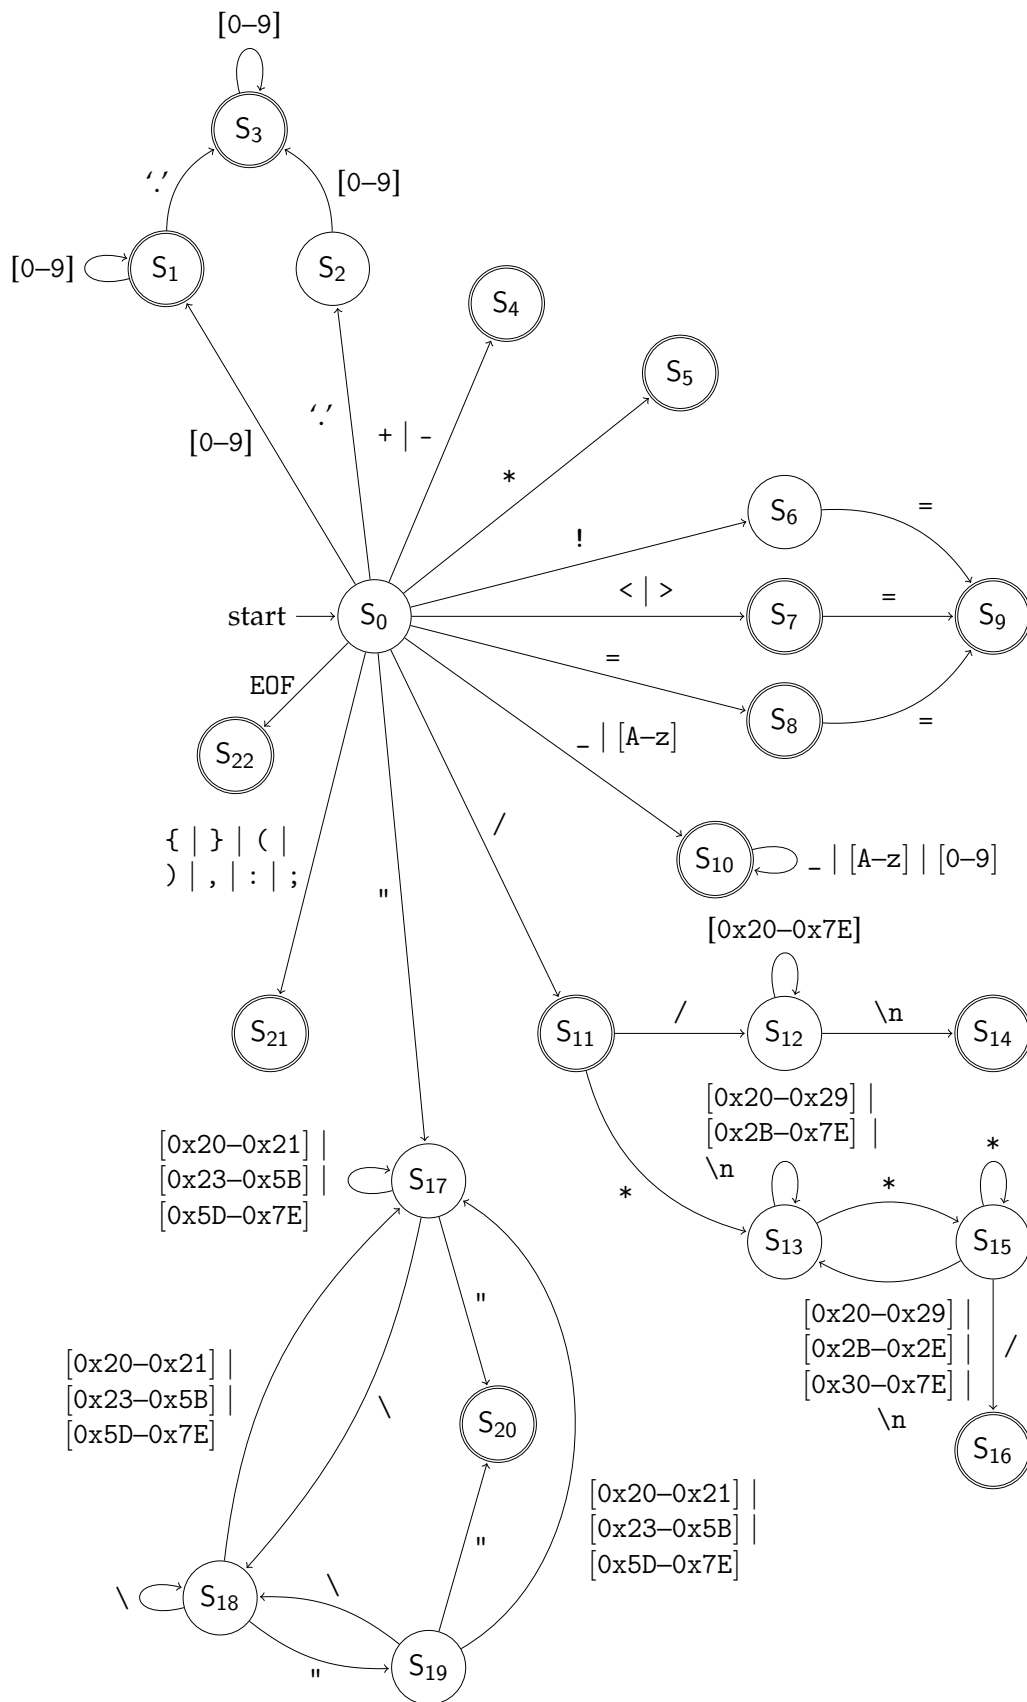 [0–9]
S3
‘.’
[0–9]
[0–9]
S1
S2
S4
S5
‘.’
+ | -
[0–9]
*
S6
=
!
< | >
=
start
S0
S7
S9
=
EOF
S8
=
_ | [A–z]
S22
{ | } | ( |
) | , | : | ;
/
S10
_ | [A–z] | [0–9]
"
[0x20–0x7E]
S21
S11
/
S12
\n
S14
[0x20–0x29] |
[0x2B–0x7E] |
\n
*
[0x20–0x21] |
[0x23–0x5B] |
[0x5D–0x7E]
S17
*
*
S13
S15
"
[0x20–0x29] |
[0x2B–0x2E] |
[0x30–0x7E] |
\n
/
[0x20–0x21] |
[0x23–0x5B] |
[0x5D–0x7E]
\
S20
S16
[0x20–0x21] |
[0x23–0x5B] |
[0x5D–0x7E]
"
\
S18
\
"
S19